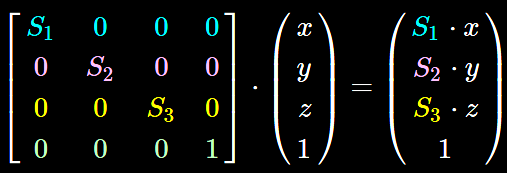 [ S₁ 0 0 0 ] ( x ) ( S₁ · x )
[ 0 S₂ 0 0 ] · ( y ) = ( S₂ · y )
[ 0 0 S₃ 0 ] ( z ) ( S₃ · z )
[ 0 0 0 1 ] ( 1 ) ( 1 )